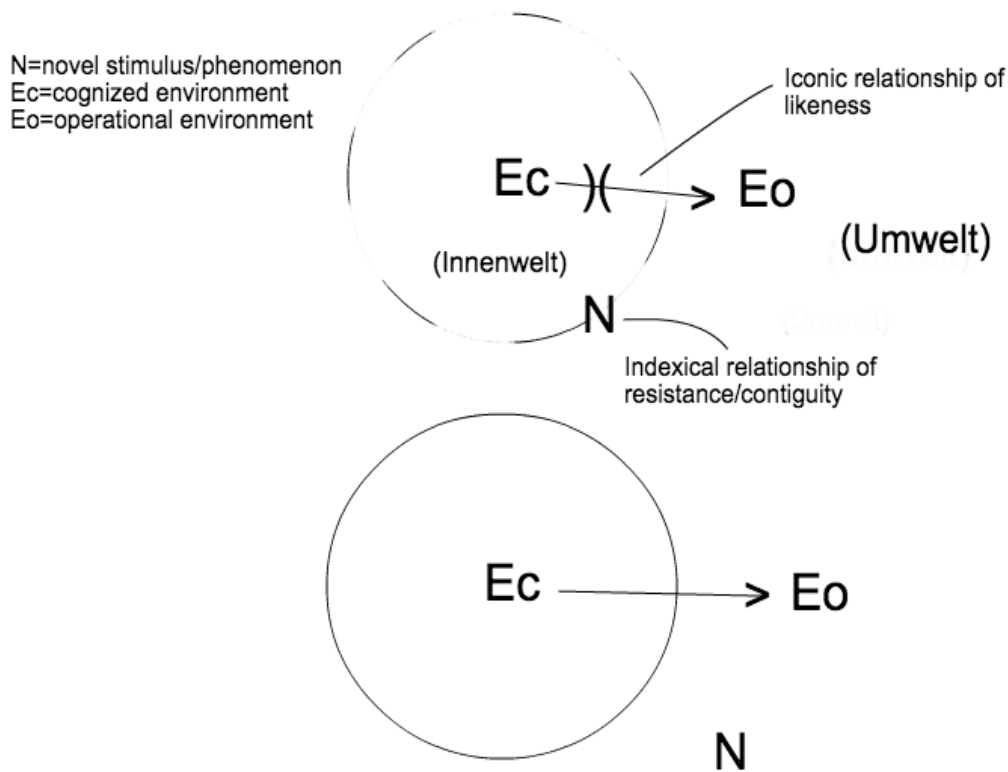 N=novel stimulus/phenomenon
Ec=cognized environment
Eo=operational environment
Iconic relationship of
likeness
Ec )( > Eo
(Umwelt)
(Innenwelt)
(Umwelt)
N
Indexical relationship of
resistance/contiguity
Ec > Eo
N